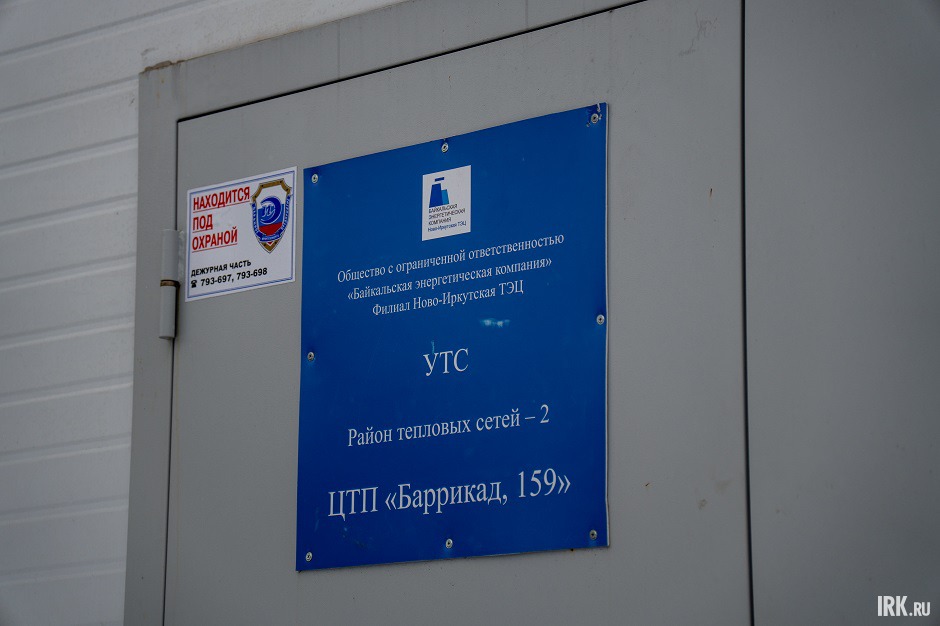 НАХОДИТСЯ
ПОД
ОХРАНОЙ
ДЕЖУРНАЯ ЧАСТЬ
☎ 793-697, 793-698
БАЙКАЛЬСКАЯ
ЭНЕРГЕТИЧЕСКАЯ
КОМПАНИЯ
Ново-Иркутская ТЭЦ
Общество с ограниченной ответственностью
«Байкальская энергетическая компания»
Филиал Ново-Иркутская ТЭЦ
УТС
Район тепловых сетей – 2
ЦТП «Баррикад, 159»
IRK.RU